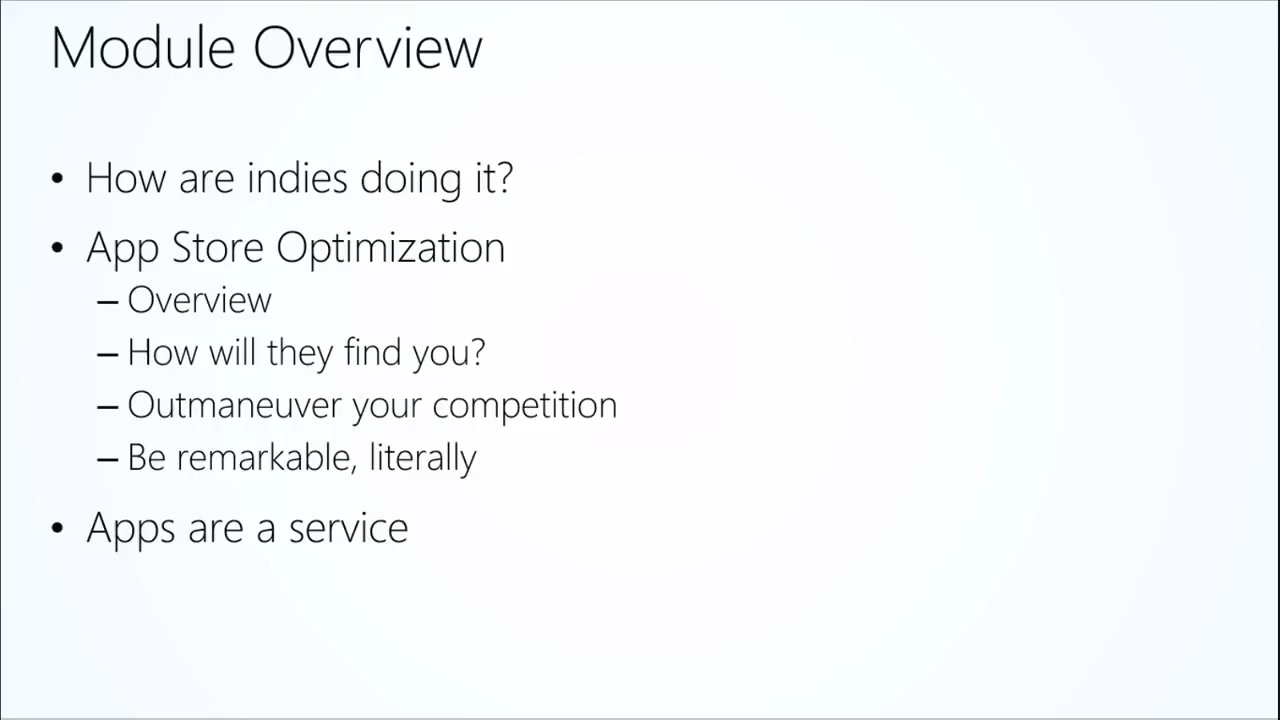 Module Overview
• How are indies doing it?
• App Store Optimization
– Overview
– How will they find you?
– Outmaneuver your competition
– Be remarkable, literally
• Apps are a service